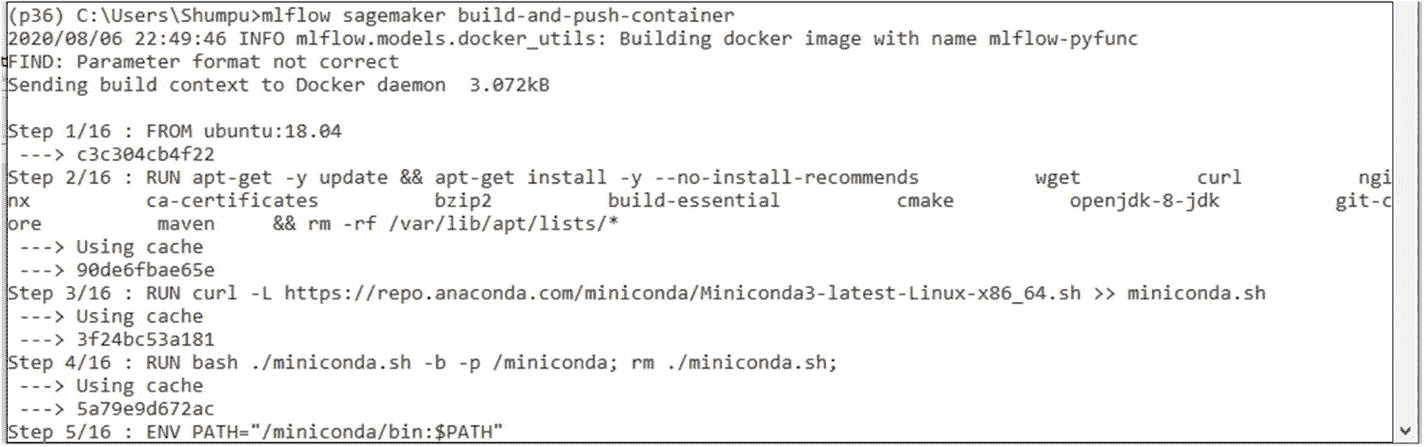 (p36) C:\Users\Shumpu>mlflow sagemaker build-and-push-container
2020/08/06 22:49:46 INFO mlflow.models.docker_utils: Building docker image with name mlflow-pyfunc
FIND: Parameter format not correct
Sending build context to Docker daemon  3.072kB
Step 1/16 : FROM ubuntu:18.04
 ---> c3c304cb4f22
Step 2/16 : RUN apt-get -y update && apt-get install -y --no-install-recommends          wget          curl          ngi
nx          ca-certificates          bzip2          build-essential          cmake          openjdk-8-jdk          git-c
ore          maven     && rm -rf /var/lib/apt/lists/*
 ---> Using cache
 ---> 90de6fbae65e
Step 3/16 : RUN curl -L https://repo.anaconda.com/miniconda/Miniconda3-latest-Linux-x86_64.sh >> miniconda.sh
 ---> Using cache
 ---> 3f24bc53a181
Step 4/16 : RUN bash ./miniconda.sh -b -p /miniconda; rm ./miniconda.sh;
 ---> Using cache
 ---> 5a79e9d672ac
Step 5/16 : ENV PATH="/miniconda/bin:$PATH"